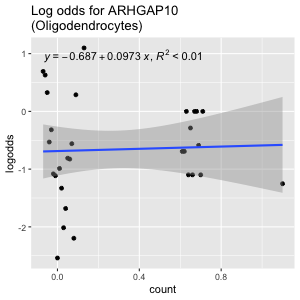 Log odds for ARHGAP10
(Oligodendrocytes)
y = −0.687 + 0.0973 x, R² < 0.01
1
0
-1
-2
logodds
0.0 0.4 0.8
count